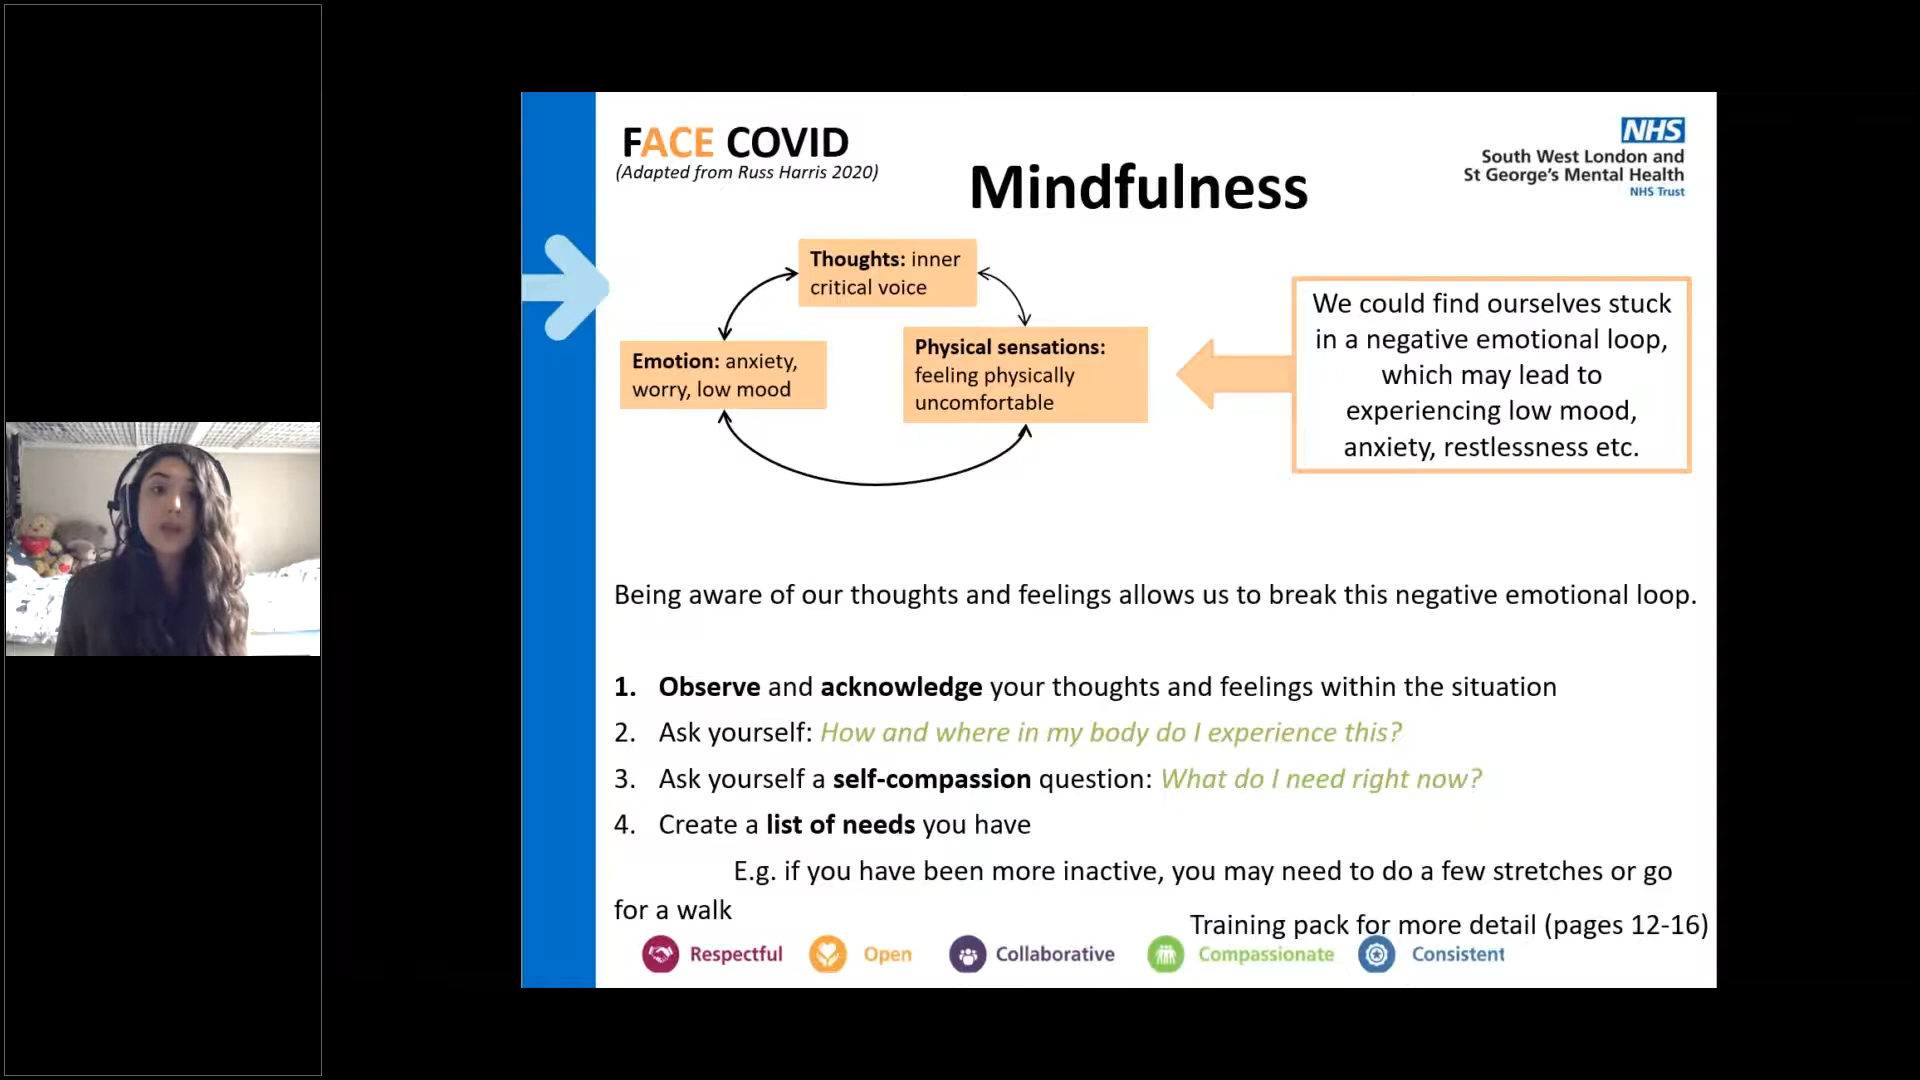 FACE COVID
(Adapted from Russ Harris 2020)
Mindfulness
NHS
South West London and
St George's Mental Health
NHS Trust
Thoughts: inner
critical voice
Emotion: anxiety,
worry, low mood
Physical sensations:
feeling physically
uncomfortable
We could find ourselves stuck
in a negative emotional loop,
which may lead to
experiencing low mood,
anxiety, restlessness etc.
Being aware of our thoughts and feelings allows us to break this negative emotional loop.
1. Observe and acknowledge your thoughts and feelings within the situation
2. Ask yourself: How and where in my body do I experience this?
3. Ask yourself a self-compassion question: What do I need right now?
4. Create a list of needs you have
E.g. if you have been more inactive, you may need to do a few stretches or go
for a walk
Training pack for more detail (pages 12-16)
Respectful Open Collaborative Compassionate Consistent